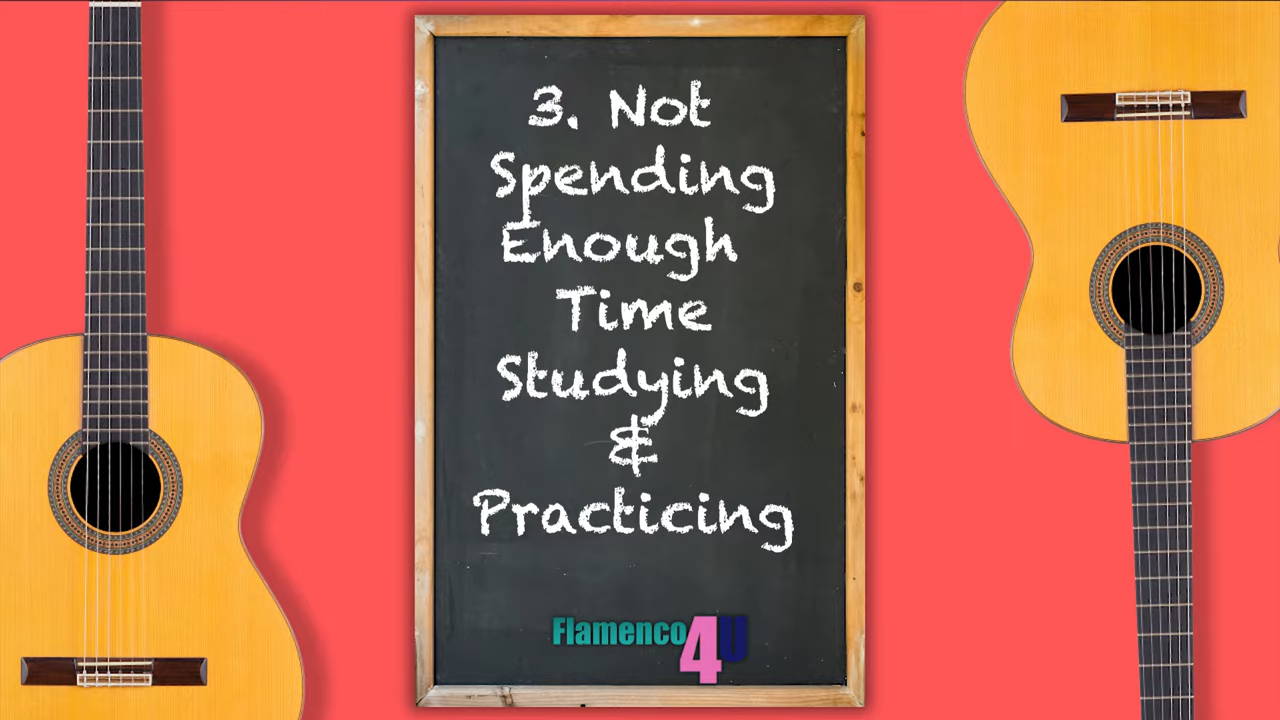 3. Not
Spending
Enough
Time
Studying
&
Practicing
Flamenco4U